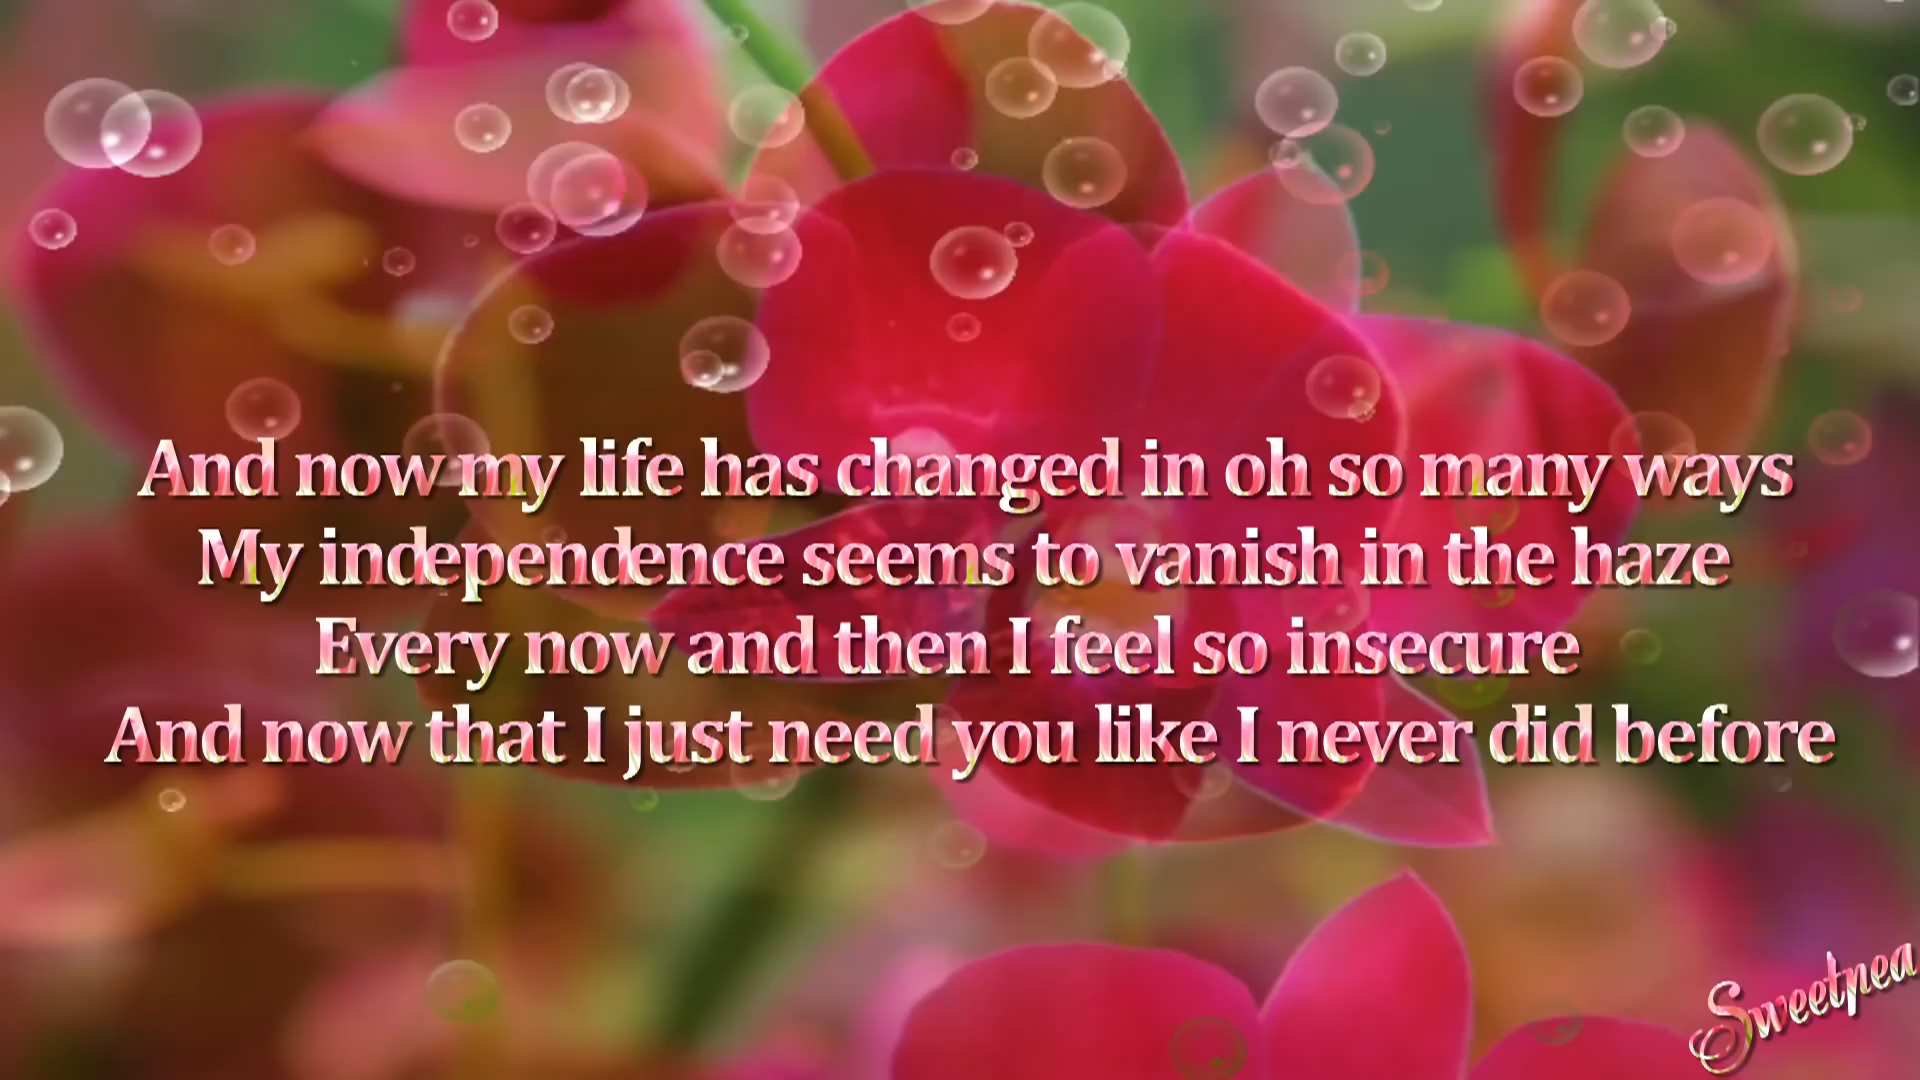 And now my life has changed in oh so many ways
My independence seems to vanish in the haze
Every now and then I feel so insecure
And now that I just need you like I never did before
Sweetpea